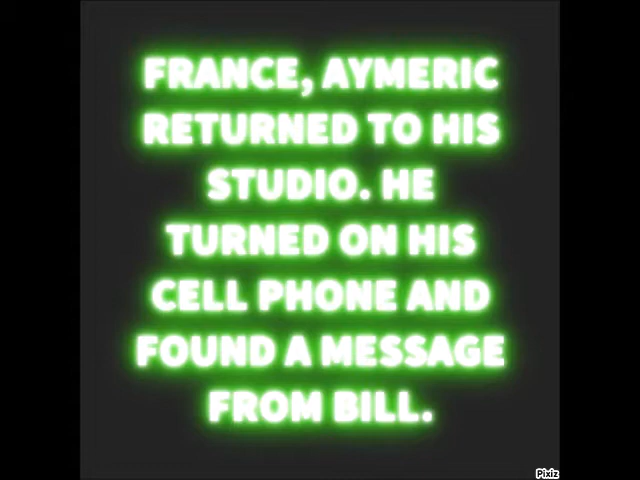 FRANCE, AYMERIC
RETURNED TO HIS
STUDIO. HE
TURNED ON HIS
CELL PHONE AND
FOUND A MESSAGE
FROM BILL.
Pixiz